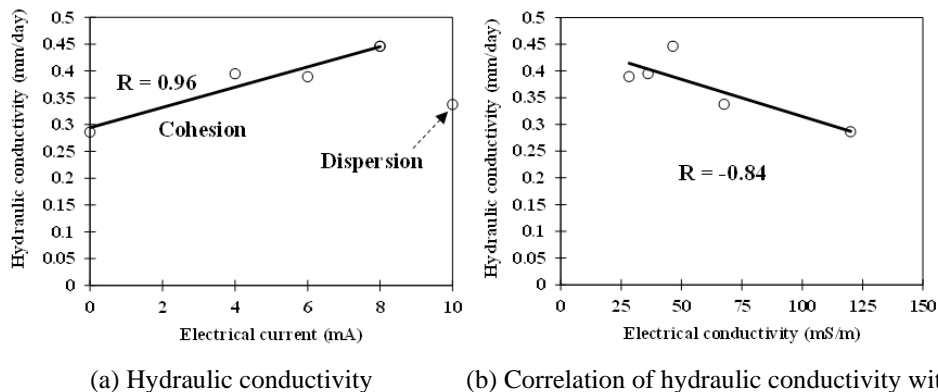 Hydraulic conductivity (mm/day)
0.5
0.45
0.4
0.35
0.3
0.25
0.2
0.15
0.1
0.05
0
R = 0.96
Cohesion
Dispersion
0 2 4 6 8 10
Electrical current (mA)
Hydraulic conductivity (mm/day)
0.5
0.45
0.4
0.35
0.3
0.25
0.2
0.15
0.1
0.05
0
R = -0.84
0 25 50 75 100 125 150
Electrical conductivity (mS/m)
(a) Hydraulic conductivity (b) Correlation of hydraulic conductivity wit